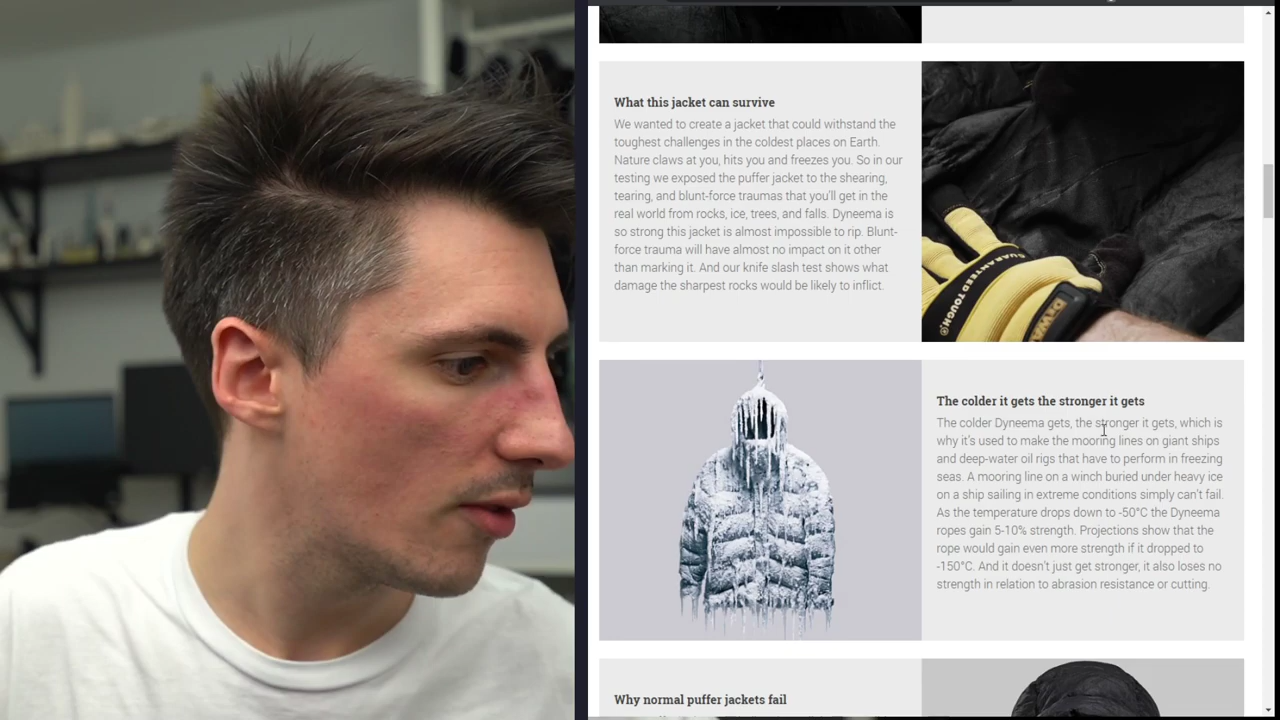 What this jacket can survive
We wanted to create a jacket that could withstand the
toughest challenges in the coldest places on Earth.
Nature claws at you, hits you and freezes you. So in our
testing we exposed the puffer jacket to the shearing,
tearing, and blunt-force traumas that you'll get in the
real world from rocks, ice, trees, and falls. Dyneema is
so strong this jacket is almost impossible to rip. Blunt-
force trauma will have almost no impact on it other
than marking it. And our knife slash test shows what
damage the sharpest rocks would be likely to inflict.
GUARANTEED TOUGH®
DEWA
The colder it gets the stronger it gets
The colder Dyneema gets, the stronger it gets, which is
why it's used to make the mooring lines on giant ships
and deep-water oil rigs that have to perform in freezing
seas. A mooring line on a winch buried under heavy ice
on a ship sailing in extreme conditions simply can't fail.
As the temperature drops down to -50°C the Dyneema
ropes gain 5-10% strength. Projections show that the
rope would gain even more strength if it dropped to
-150°C. And it doesn't just get stronger, it also loses no
strength in relation to abrasion resistance or cutting.
Why normal puffer jackets fail